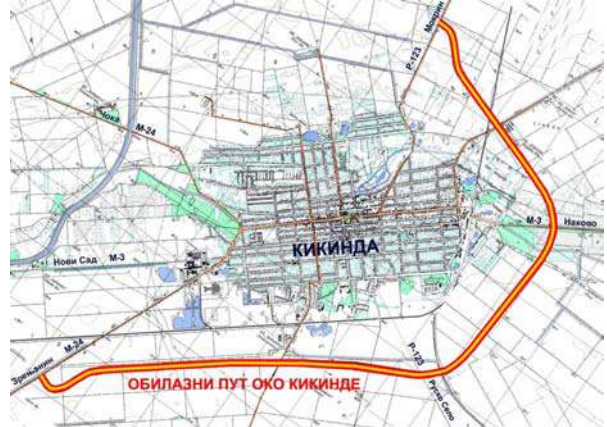 Мокрин
Р-123
Чока
М-24
М-3
Наково
КИКИНДА
Нови Сад М-3
М-24
Зрењанин
Р-123
Руско Село
ОБИЛАЗНИ ПУТ ОКО КИКИНДЕ